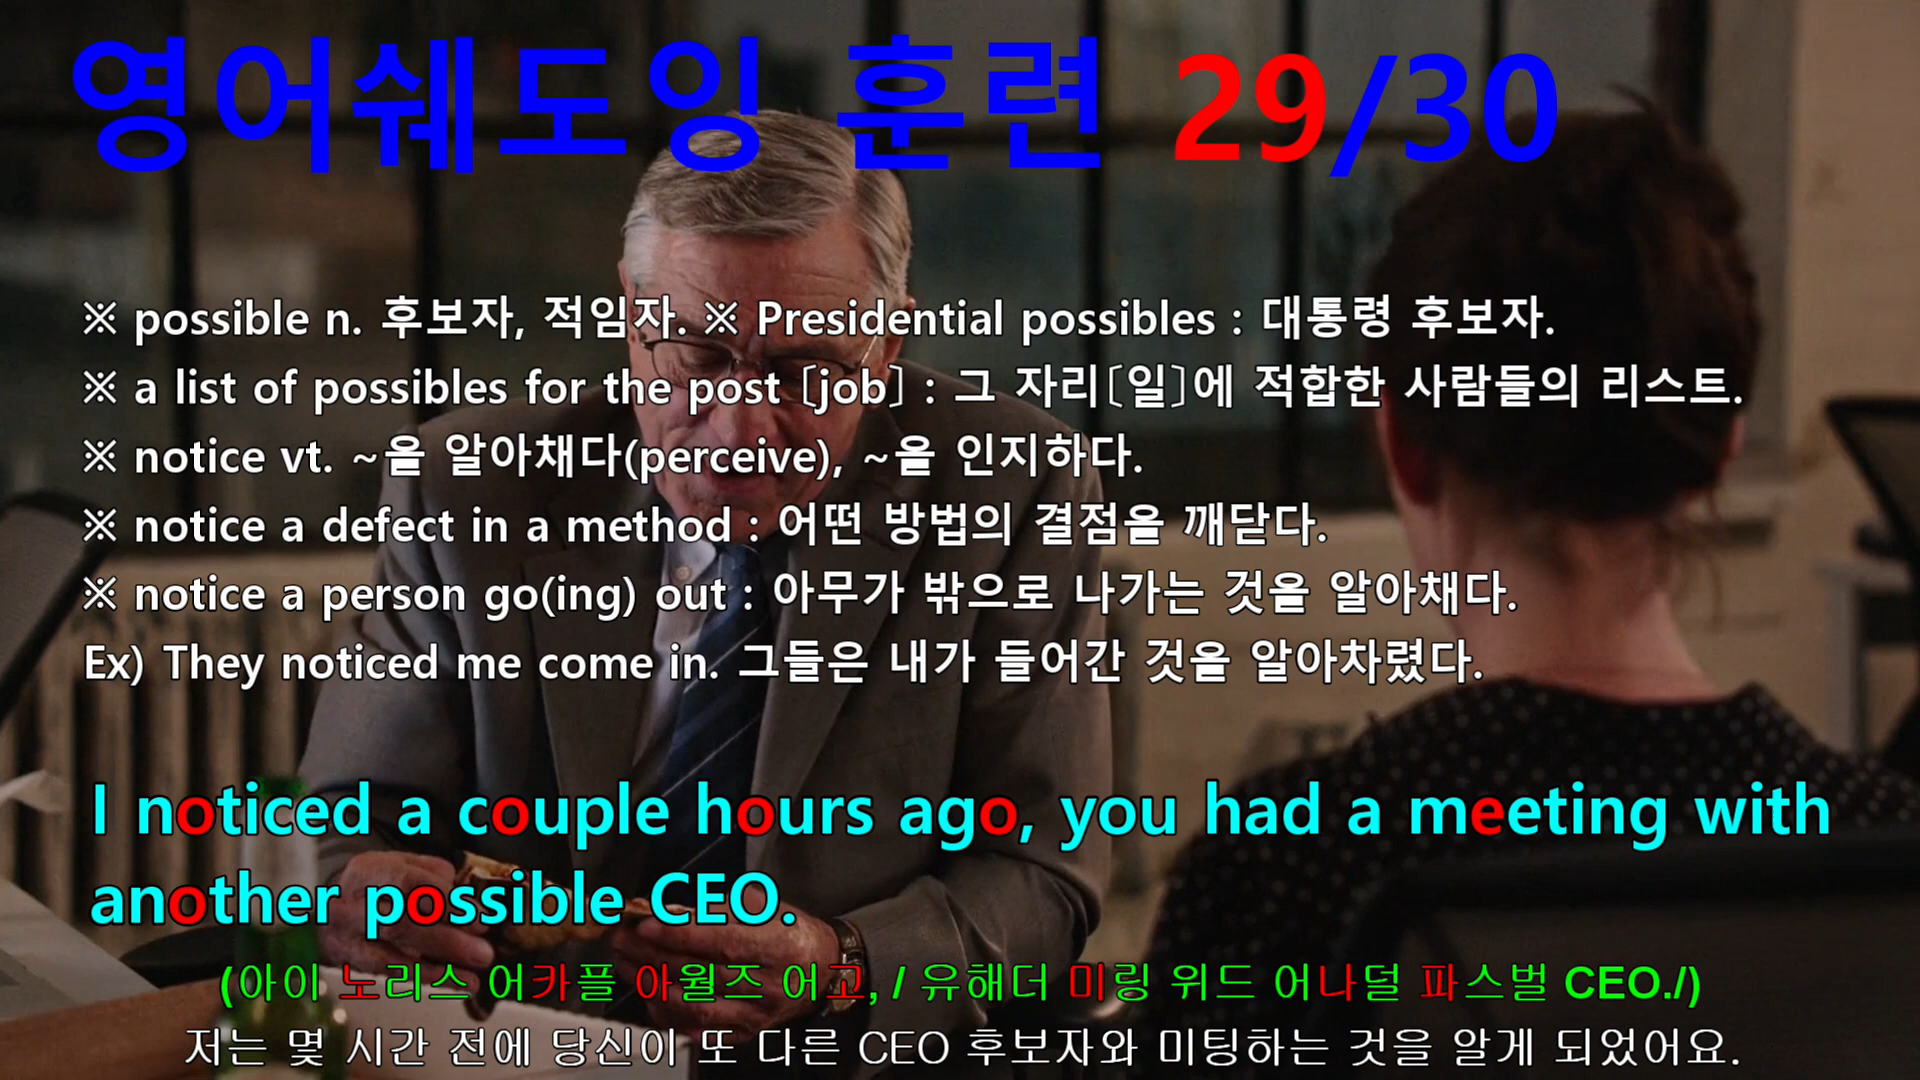 영어쉐도잉 훈련 29/30
※ possible n. 후보자, 적임자. ※ Presidential possibles : 대통령 후보자.
※ a list of possibles for the post [job] : 그 자리[일]에 적합한 사람들의 리스트.
※ notice vt. ~을 알아채다(perceive), ~을 인지하다.
※ notice a defect in a method : 어떤 방법의 결점을 깨닫다.
※ notice a person go(ing) out : 아무가 밖으로 나가는 것을 알아채다.
Ex) They noticed me come in. 그들은 내가 들어간 것을 알아차렸다.
I noticed a couple hours ago, you had a meeting with
another possible CEO.
(아이 노리스 어카플 아월즈 어고, / 유해더 미링 위드 어나덜 파스벌 CEO./)
저는 몇 시간 전에 당신이 또 다른 CEO 후보자와 미팅하는 것을 알게 되었어요.